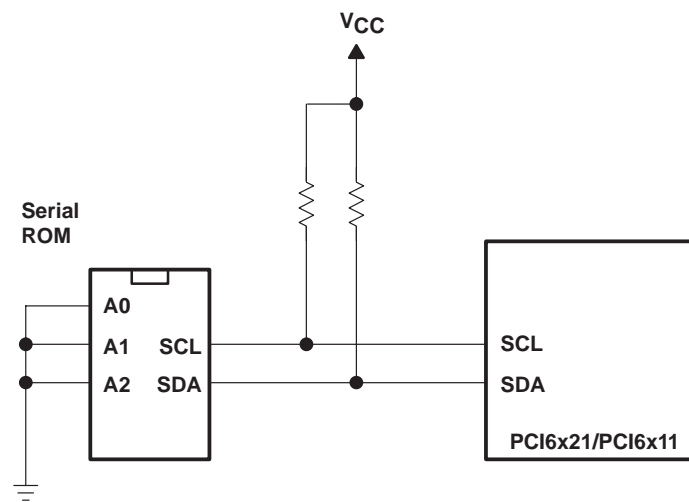 VCC
Serial
ROM
A0
A1 SCL
A2 SDA
SCL
SDA
PCI6x21/PCI6x11